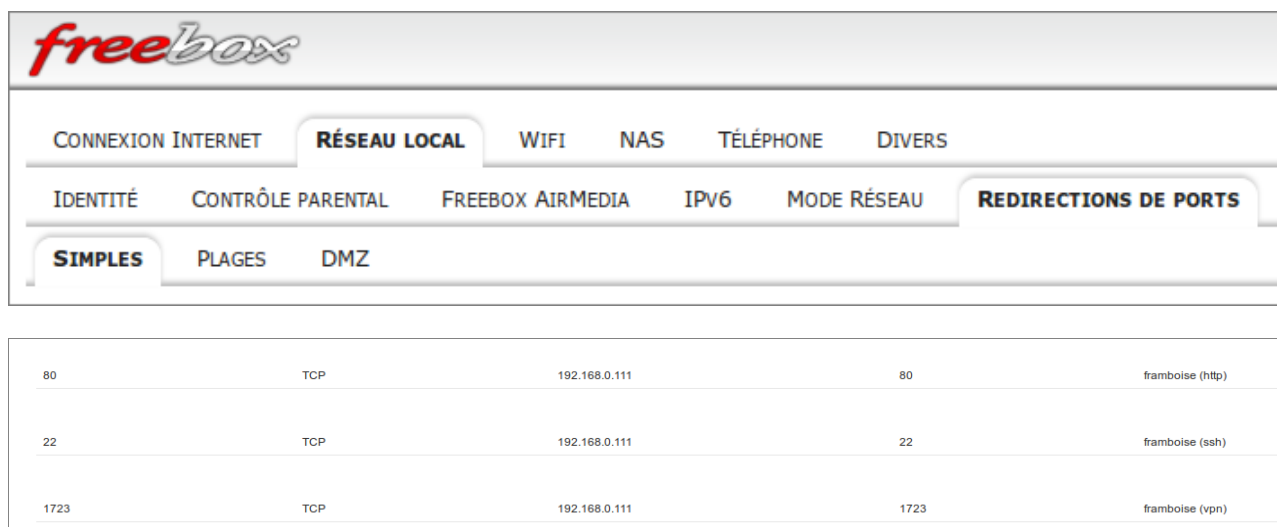 freebox
CONNEXION INTERNET RÉSEAU LOCAL WIFI NAS TÉLÉPHONE DIVERS
IDENTITÉ CONTRÔLE PARENTAL FREEBOX AIRMEDIA IPV6 MODE RÉSEAU REDIRECTIONS DE PORTS
SIMPLES PLAGES DMZ
80 TCP 192.168.0.111 80 framboise (http)
22 TCP 192.168.0.111 22 framboise (ssh)
1723 TCP 192.168.0.111 1723 framboise (vpn)